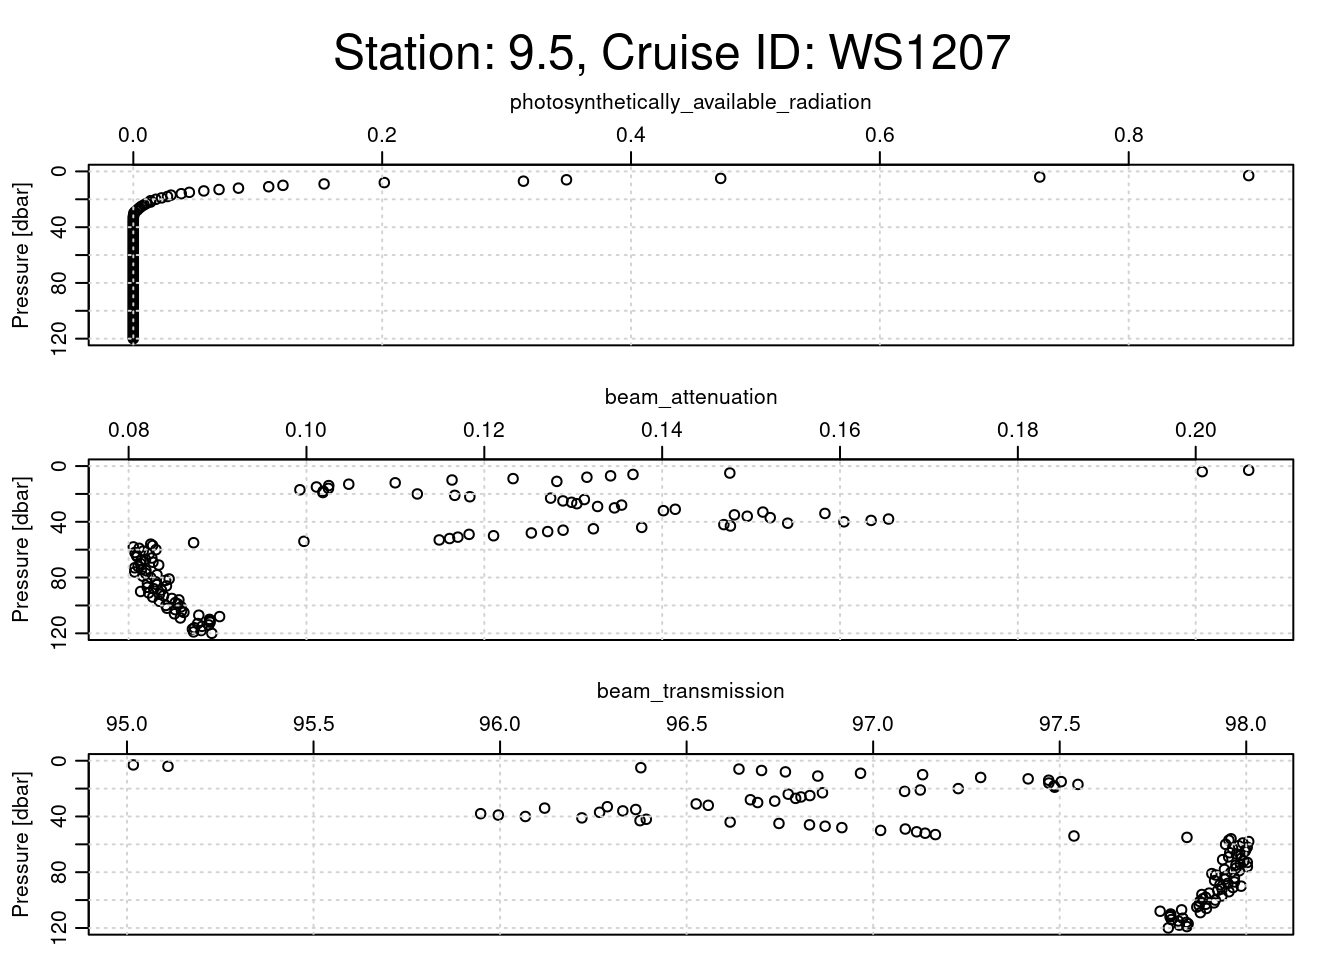 Station: 9.5, Cruise ID: WS1207
photosynthetically_available_radiation
0.0 0.2 0.4 0.6 0.8
Pressure [dbar]
0
40
80
120
beam_attenuation
0.08 0.10 0.12 0.14 0.16 0.18 0.20
Pressure [dbar]
0
40
80
120
beam_transmission
95.0 95.5 96.0 96.5 97.0 97.5 98.0
Pressure [dbar]
0
40
80
120